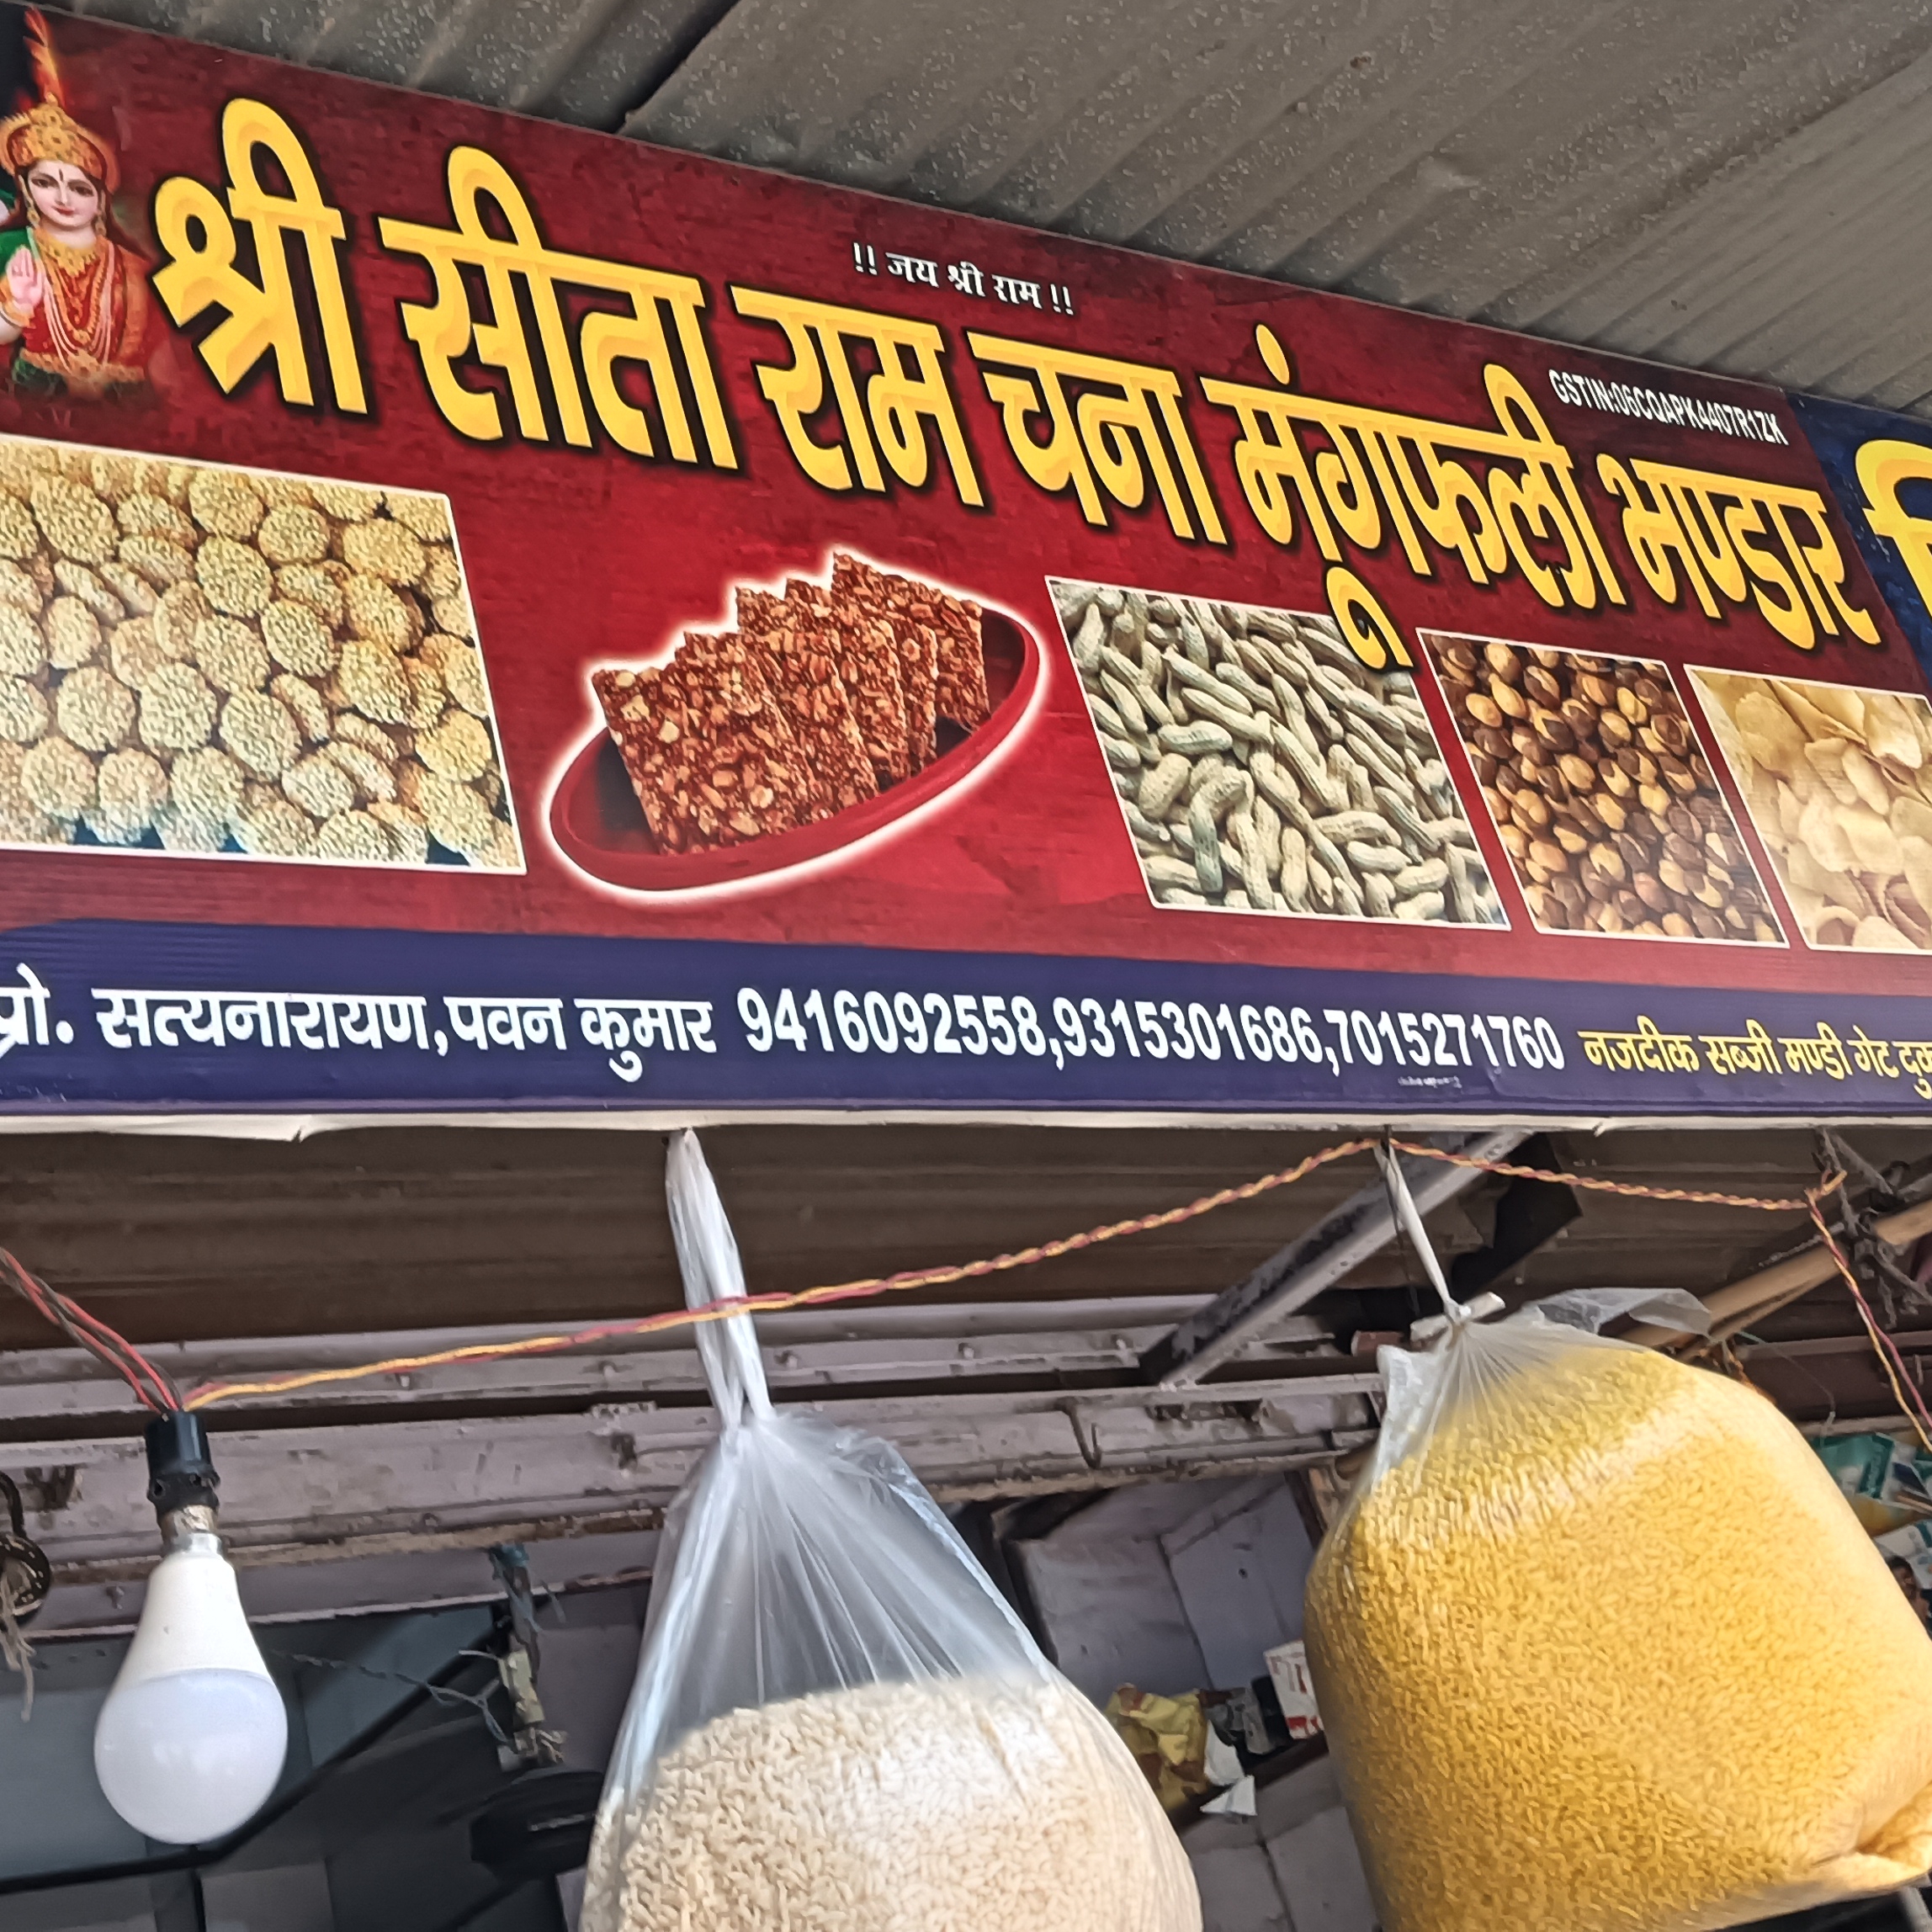 !! जय श्री राम !!
GSTIN:06CQAPK4407R1ZK
श्री सीता राम चना मूंगफली भण्डार
प्रो. सत्यनारायण,पवन कुमार 9416092558,9315301686,7015271760 नजदीक सब्जी मण्डी गेट